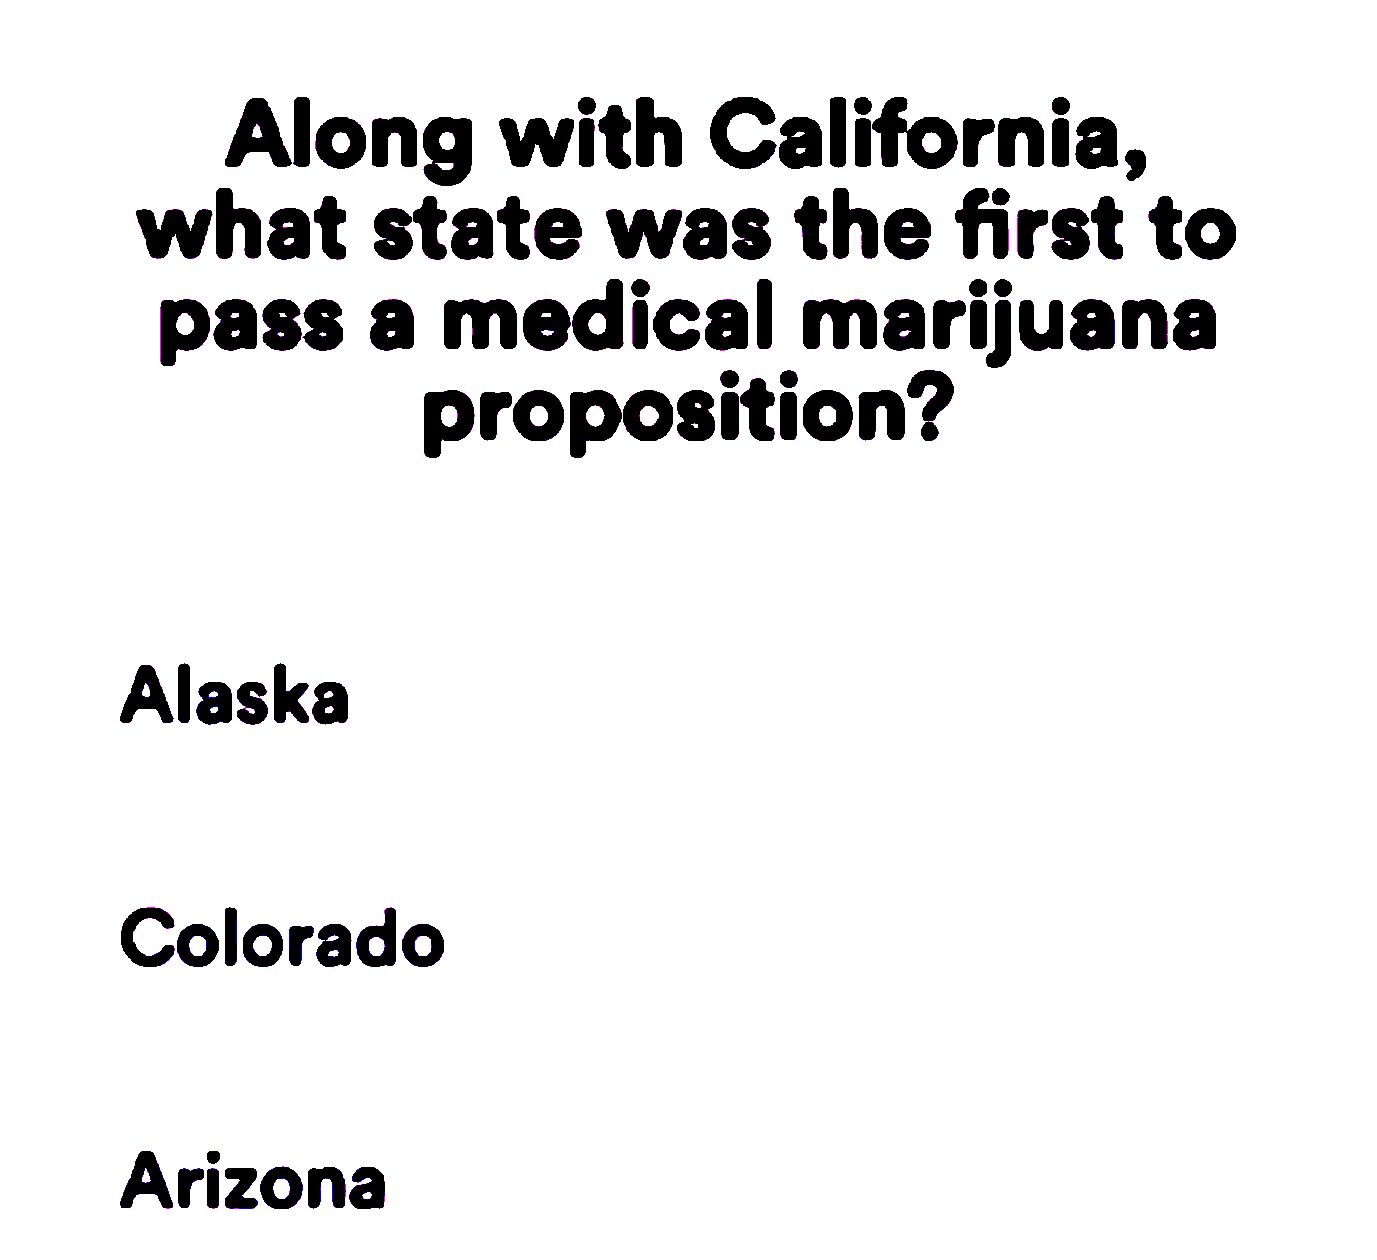 Along with California,
what state was the first to
pass a medical marijuana
proposition?
Alaska
Colorado
Arizona